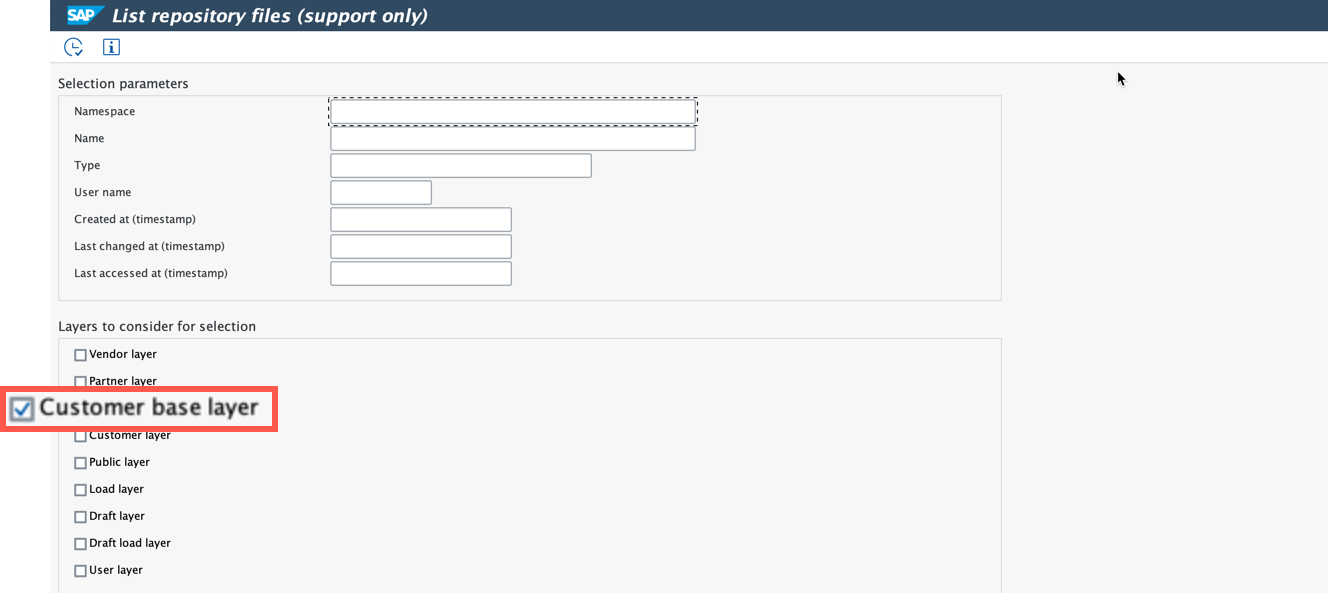 SAP List repository files (support only)
Selection parameters
Namespace
Name
Type
User name
Created at (timestamp)
Last changed at (timestamp)
Last accessed at (timestamp)
Layers to consider for selection
Vendor layer
Partner layer
Customer base layer
Customer layer
Public layer
Load layer
Draft layer
Draft load layer
User layer